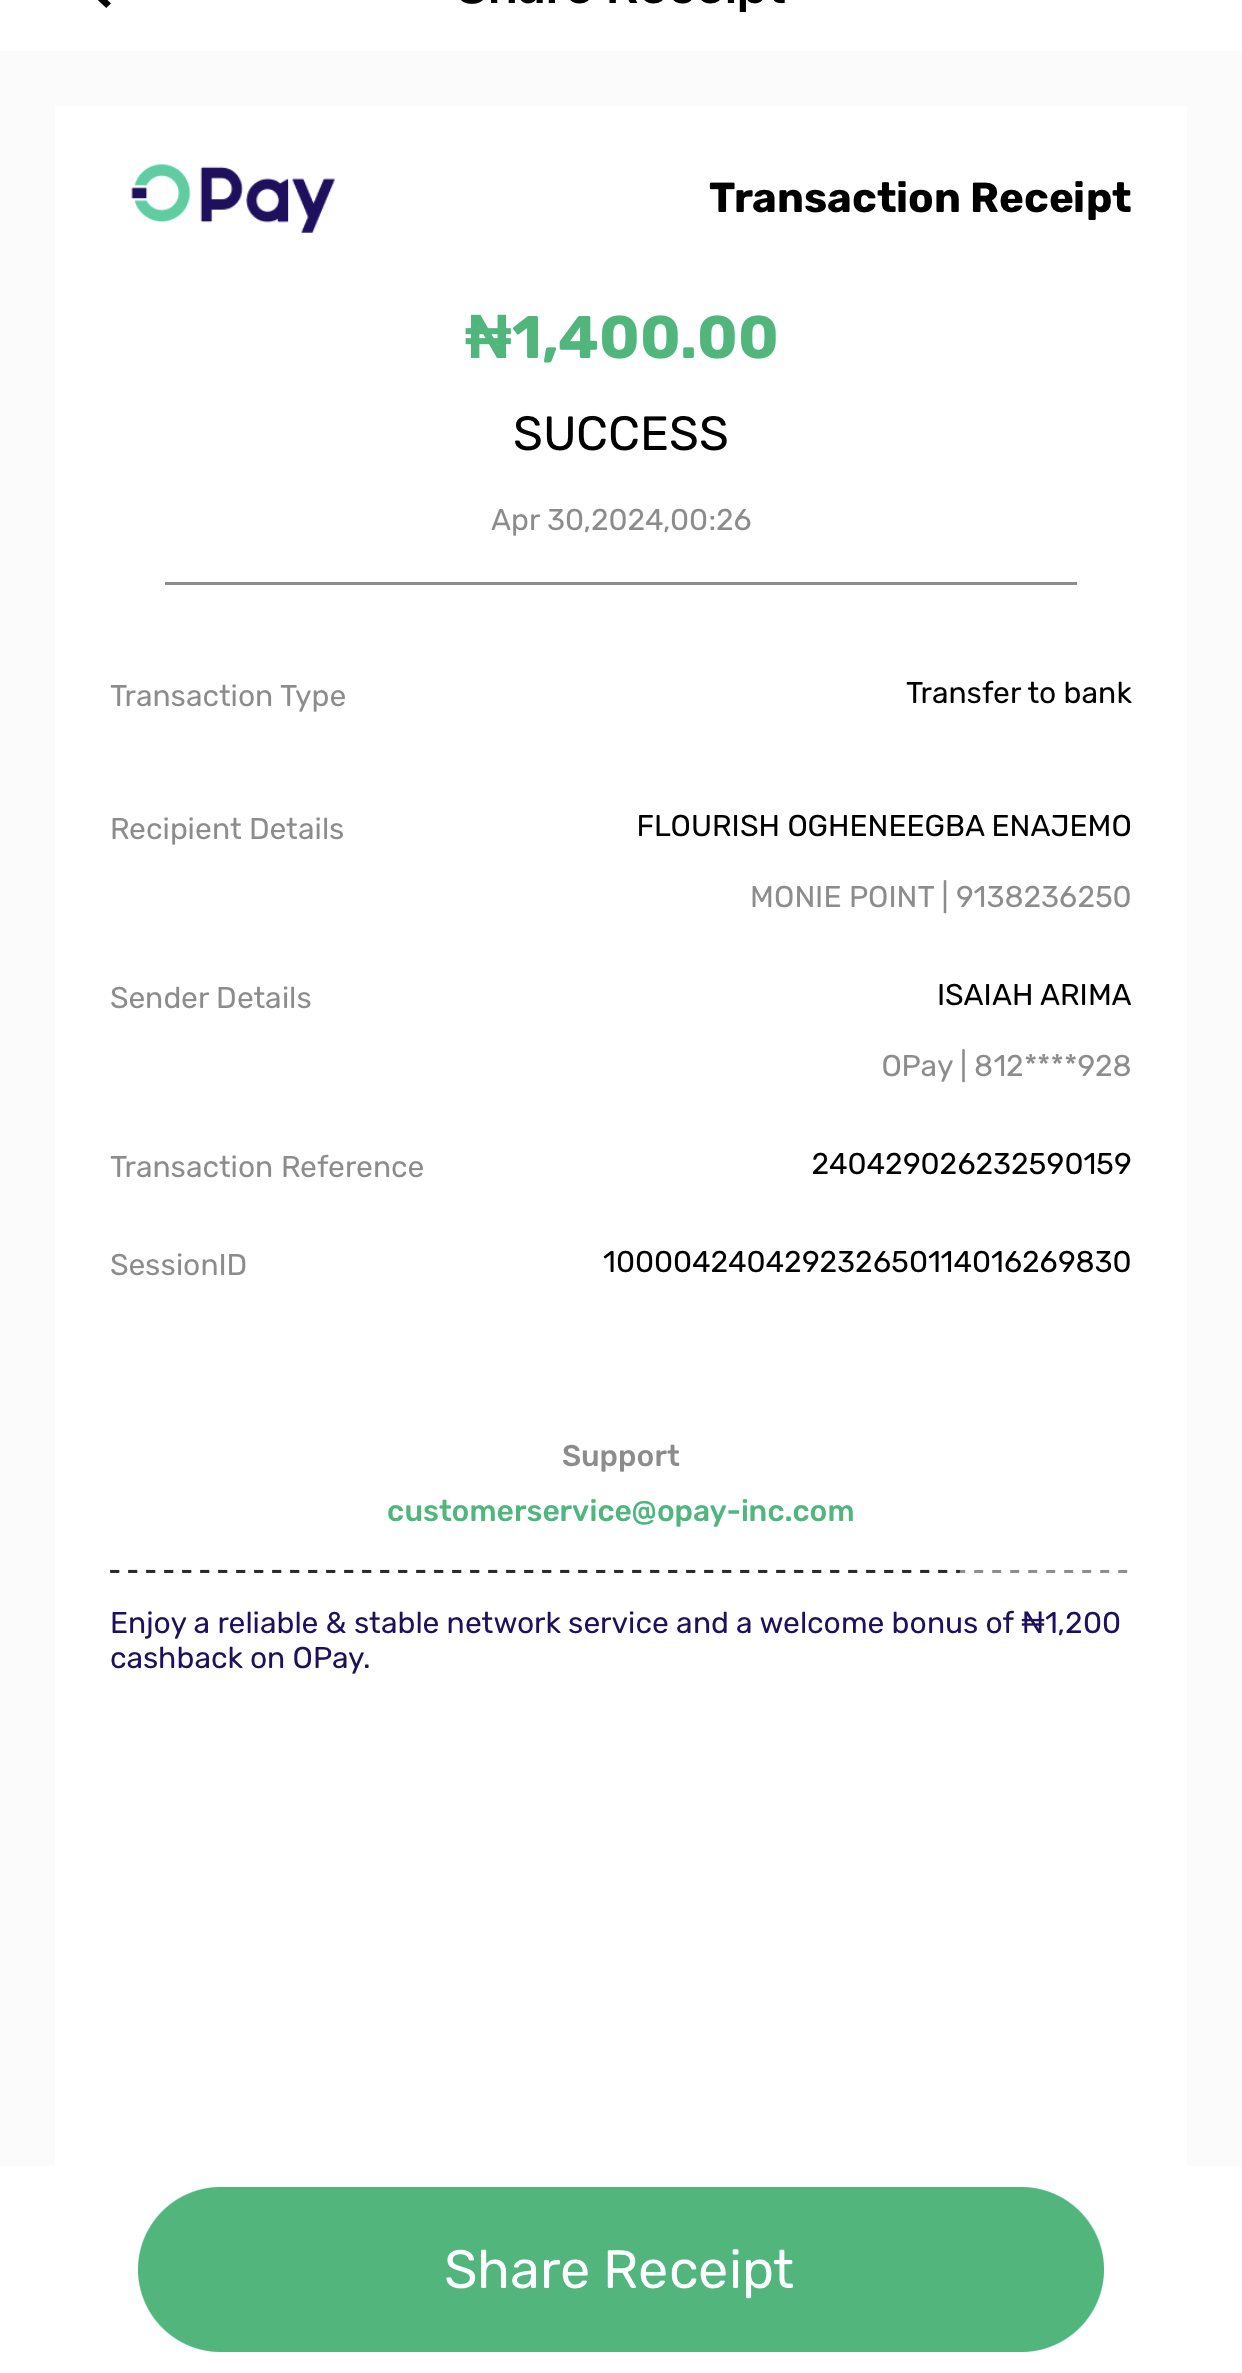 Share Receipt
OPay
Transaction Receipt
₦1,400.00
SUCCESS
Apr 30,2024,00:26
Transaction Type
Transfer to bank
Recipient Details
FLOURISH OGHENEEGBA ENAJEMO
MONIE POINT | 9138236250
Sender Details
ISAIAH ARIMA
OPay | 812****928
Transaction Reference
240429026232590159
SessionID
100004240429232650114016269830
Support
customerservice@opay-inc.com
Enjoy a reliable & stable network service and a welcome bonus of ₦1,200
cashback on OPay.
Share Receipt